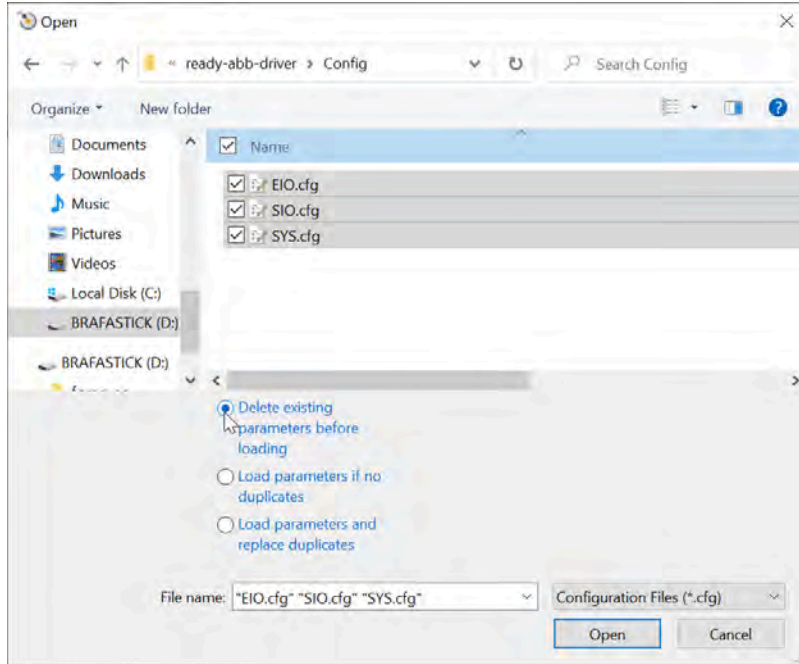 Open
« ready-abb-driver › Config
Search Config
Organize
New folder
Documents
Downloads
Music
Pictures
Videos
Local Disk (C:)
BRAFASTICK (D:)
BRAFASTICK (D:)
Name
EIO.cfg
SIO.cfg
SYS.cfg
Delete existing
parameters before
loading
Load parameters if no
duplicates
Load parameters and
replace duplicates
File name: "EIO.cfg" "SIO.cfg" "SYS.cfg"
Configuration Files (*.cfg)
Open
Cancel